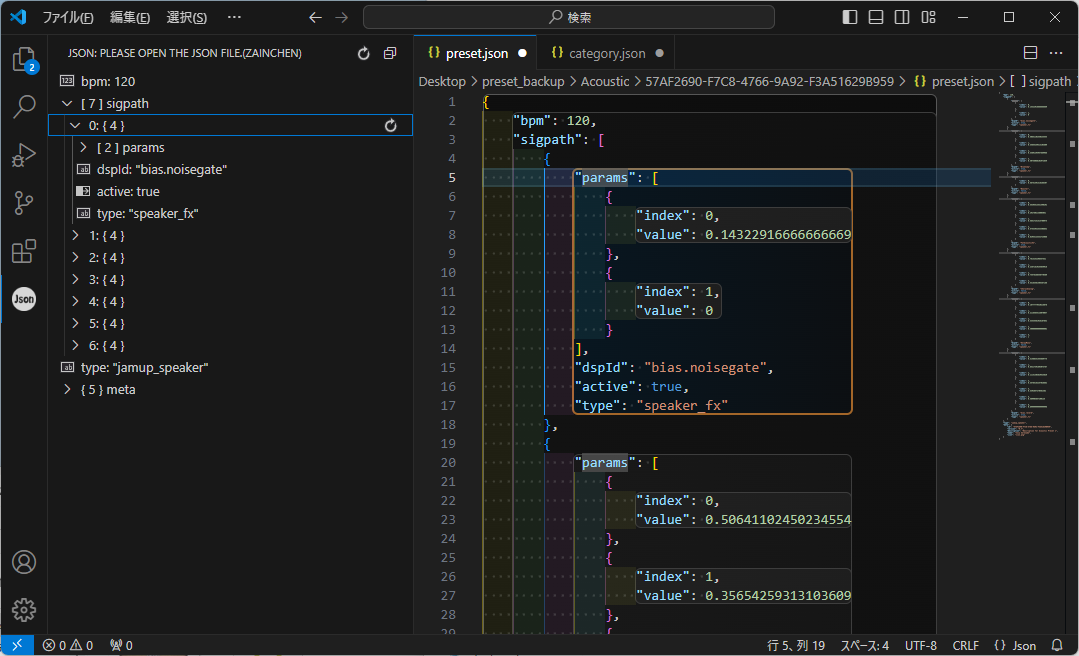 ファイル(F) 編集(E) 選択(S) ··· 検索
JSON: PLEASE OPEN THE JSON FILE.(ZAINCHEN)
bpm: 120
[ 7 ] sigpath
0: { 4 }
[ 2 ] params
dspId: "bias.noisegate"
active: true
type: "speaker_fx"
1: { 4 }
2: { 4 }
3: { 4 }
4: { 4 }
5: { 4 }
6: { 4 }
type: "jamup_speaker"
{ 5 } meta
2
Json
{} preset.json ● {} category.json ●
Desktop > preset_backup > Acoustic > 57AF2690-F7C8-4766-9A92-F3A51629B959 > {} preset.json > [ ] sigpath
1 {
2 "bpm": 120,
3 "sigpath": [
4 {
5 "params": [
6 {
7 "index": 0,
8 "value": 0.14322916666666669
9 },
10 {
11 "index": 1,
12 "value": 0
13 }
14 ],
15 "dspId": "bias.noisegate",
16 "active": true,
17 "type": "speaker_fx"
18 },
19 {
20 "params": [
21 {
22 "index": 0,
23 "value": 0.50641102450234554
24 },
25 {
26 "index": 1,
27 "value": 0.35654259313103609
28 },
29 {
0 0 0 行 5、列 19 スペース: 4 UTF-8 CRLF {} Json